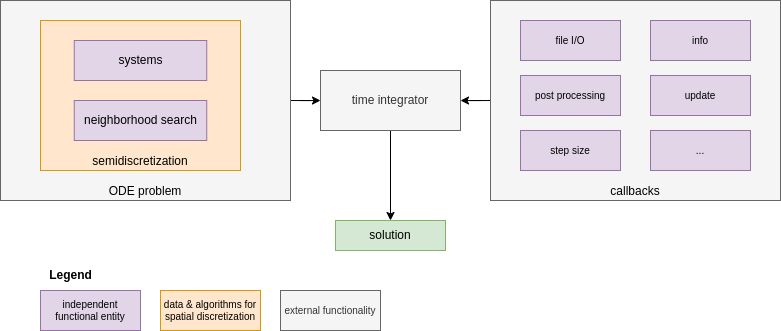 systems
neighborhood search
semidiscretization
ODE problem
time integrator
file I/O
info
post processing
update
step size
...
callbacks
solution
Legend
independent
functional entity
data & algorithms for
spatial discretization
external functionality